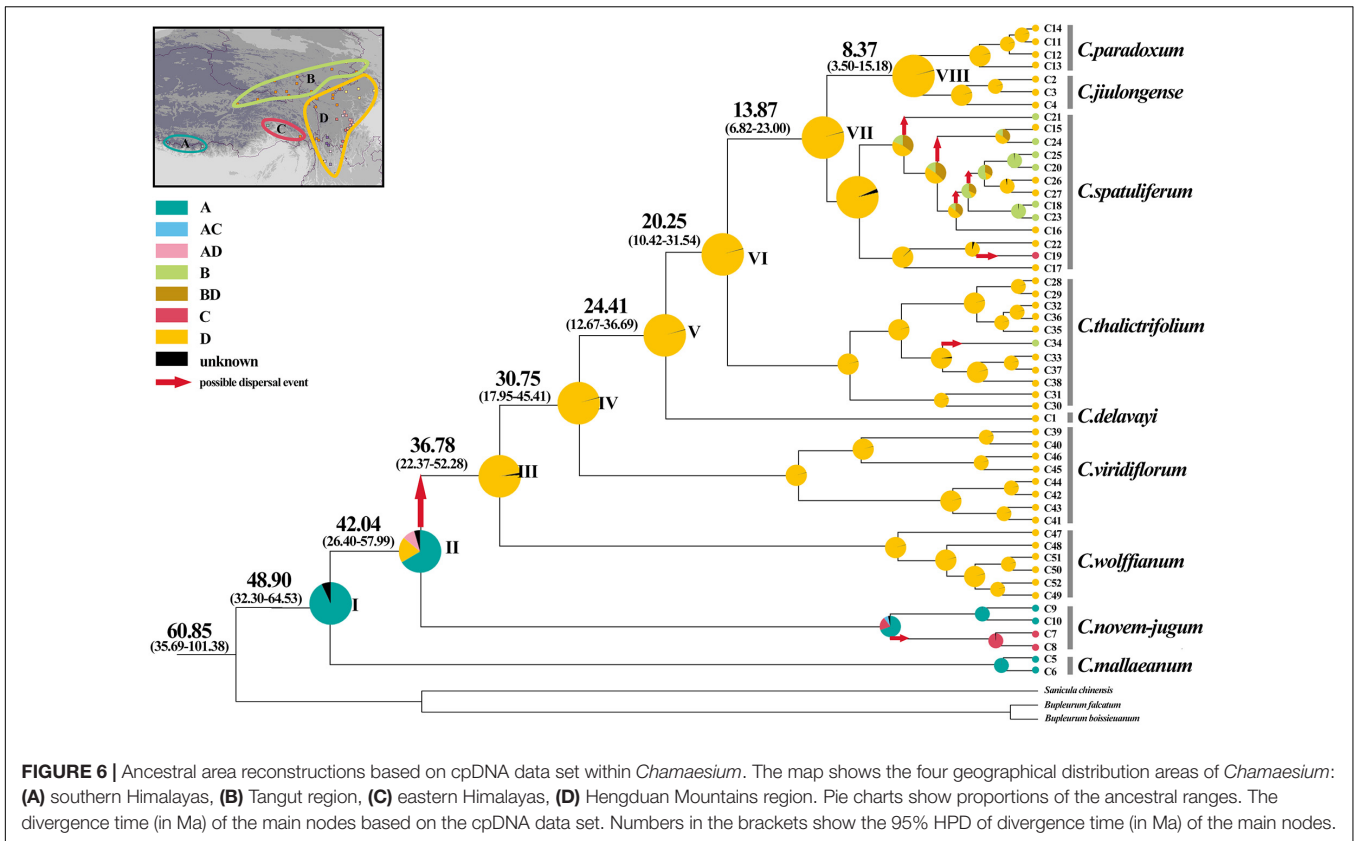 B
D
C
A
A
AC
AD
B
BD
C
D
unknown
possible dispersal event
60.85
(35.69-101.38)
48.90
(32.30-64.53)
I
42.04
(26.40-57.99)
II
36.78
(22.37-52.28)
III
30.75
(17.95-45.41)
IV
24.41
(12.67-36.69)
V
20.25
(10.42-31.54)
VI
13.87
(6.82-23.00)
VII
8.37
(3.50-15.18)
VIII
C14
C11
C12
C13
C.paradoxum
C2
C3
C4
C.jiulongense
C21
C15
C24
C25
C20
C26
C27
C18
C23
C16
C22
C19
C17
C.spatuliferum
C28
C29
C32
C36
C35
C34
C33
C37
C38
C31
C30
C.thalictrifolium
C1
C.delavayi
C39
C40
C46
C45
C44
C42
C43
C41
C.viridiflorum
C47
C48
C51
C50
C52
C49
C.wolffianum
C9
C10
C7
C8
C.novem-jugum
C5
C6
C.mallaeanum
Sanicula chinensis
Bupleurum falcatum
Bupleurum boissieuanum
FIGURE 6 | Ancestral area reconstructions based on cpDNA data set within Chamaesium. The map shows the four geographical distribution areas of Chamaesium:
(A) southern Himalayas, (B) Tangut region, (C) eastern Himalayas, (D) Hengduan Mountains region. Pie charts show proportions of the ancestral ranges. The
divergence time (in Ma) of the main nodes based on the cpDNA data set. Numbers in the brackets show the 95% HPD of divergence time (in Ma) of the main nodes.